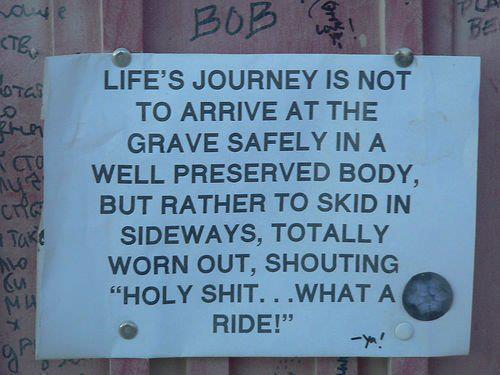 BOB
LIFE'S JOURNEY IS NOT
TO ARRIVE AT THE
GRAVE SAFELY IN A
WELL PRESERVED BODY,
BUT RATHER TO SKID IN
SIDEWAYS, TOTALLY
WORN OUT, SHOUTING
“HOLY SHIT...WHAT A
RIDE!”
-Ya!